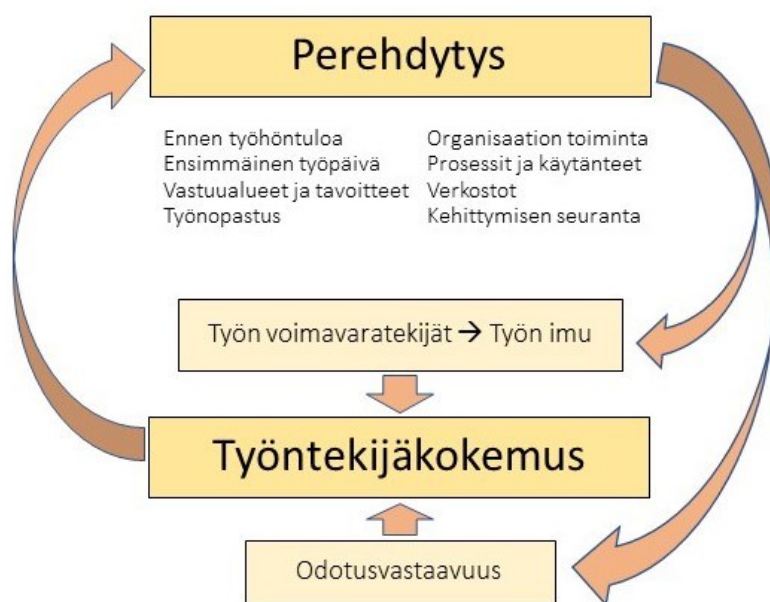 Perehdytys
Ennen työhöntuloa
Ensimmäinen työpäivä
Vastuualueet ja tavoitteet
Työnopastus
Organisaation toiminta
Prosessit ja käytänteet
Verkostot
Kehittymisen seuranta
Työn voimavaratekijät → Työn imu
Työntekijäkokemus
Odotusvastaavuus